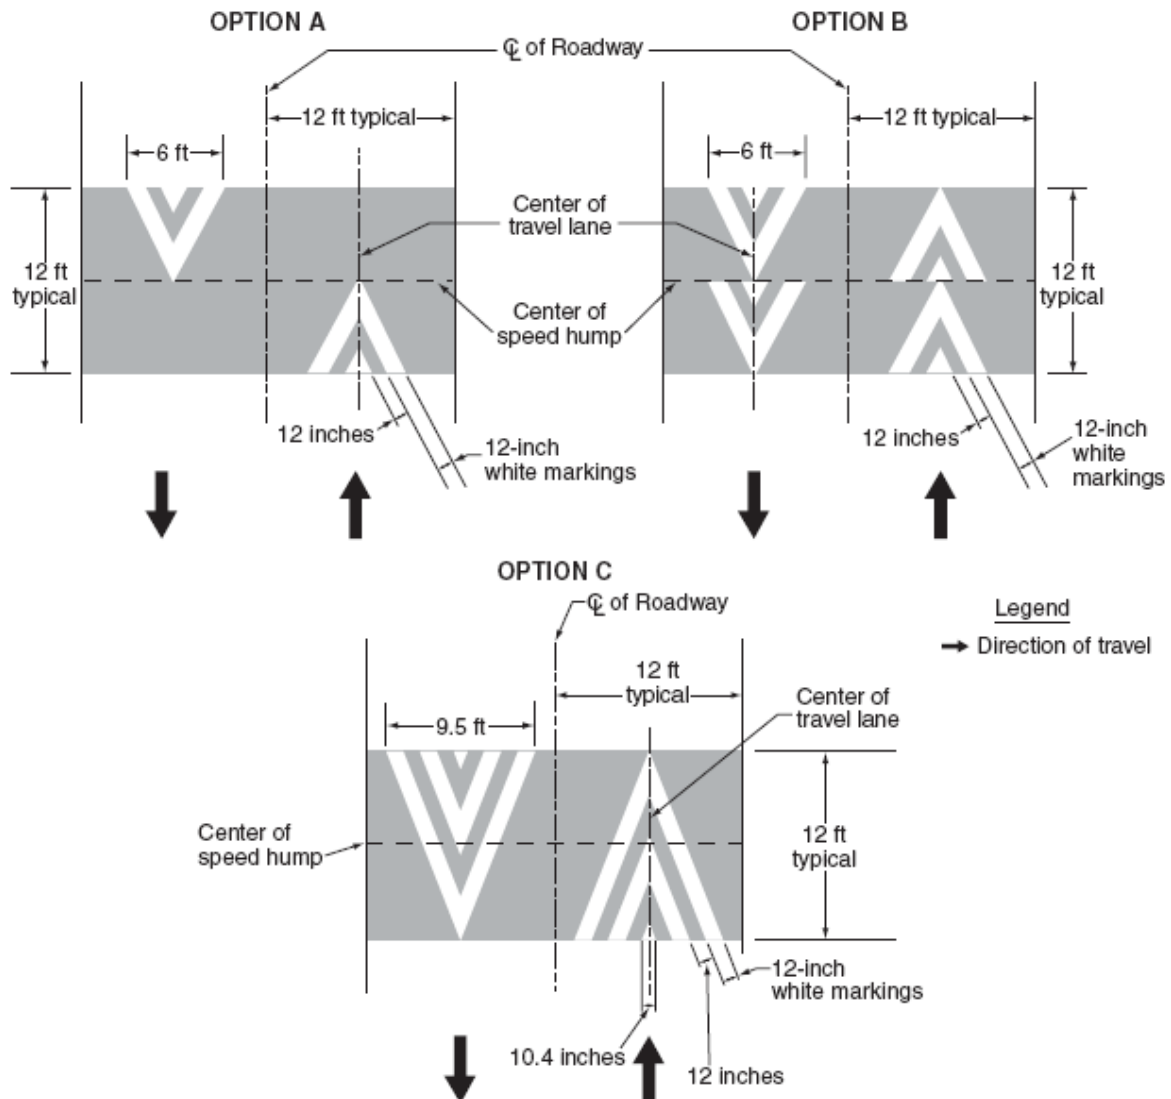 OPTION A
OPTION B
℄ of Roadway
12 ft typical
12 ft typical
6 ft
6 ft
Center of
travel lane
12 ft
typical
12 ft
typical
Center of
speed hump
12 inches
12-inch
white markings
12 inches
12-inch
white
markings
OPTION C
℄ of Roadway
Legend
Direction of travel
12 ft
typical
Center of
travel lane
9.5 ft
Center of
speed hump
12 ft
typical
12-inch
white markings
10.4 inches
12 inches